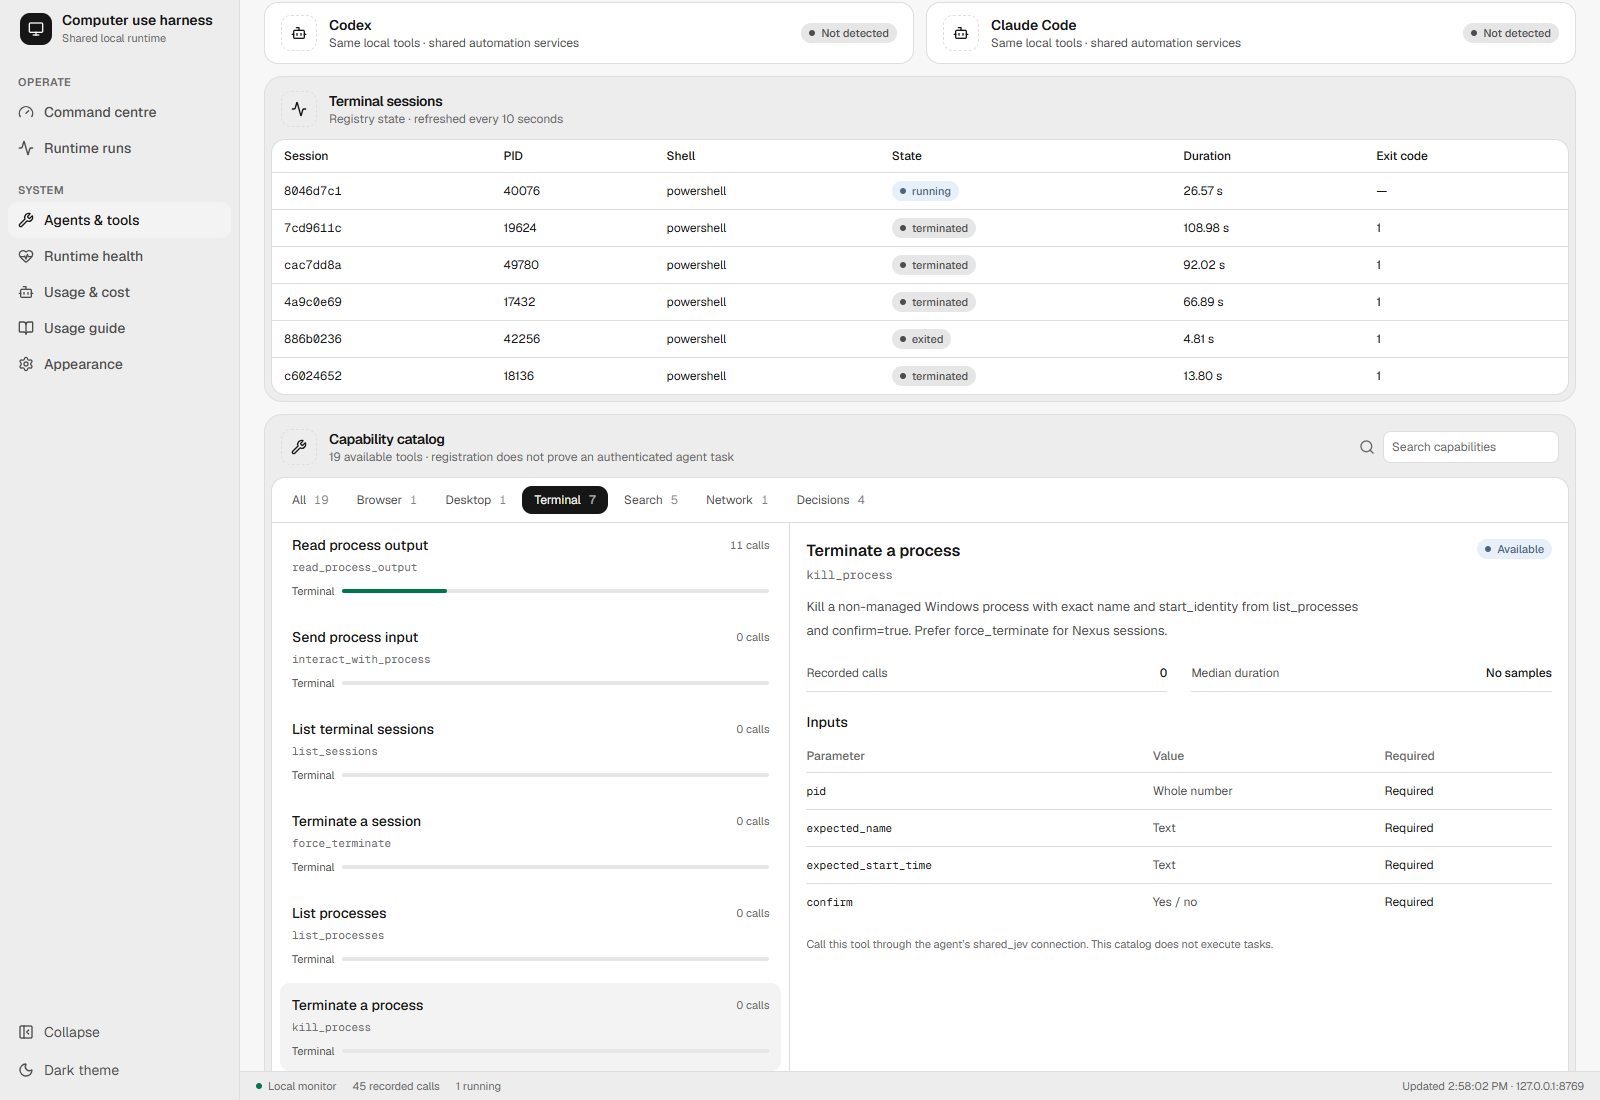 Computer use harness
Shared local runtime
OPERATE
Command centre
Runtime runs
SYSTEM
Agents & tools
Runtime health
Usage & cost
Usage guide
Appearance
Collapse
Dark theme
Codex
Same local tools · shared automation services
Not detected
Claude Code
Same local tools · shared automation services
Not detected
Terminal sessions
Registry state · refreshed every 10 seconds
Session PID Shell State Duration Exit code
8046d7c1 40076 powershell running 26.57 s —
7cd9611c 19624 powershell terminated 108.98 s 1
cac7dd8a 49780 powershell terminated 92.02 s 1
4a9c0e69 17432 powershell terminated 66.89 s 1
886b0236 42256 powershell exited 4.81 s 1
c6024652 18136 powershell terminated 13.80 s 1
Capability catalog
19 available tools · registration does not prove an authenticated agent task
Search capabilities
All 19 Browser 1 Desktop 1 Terminal 7 Search 5 Network 1 Decisions 4
Read process output 11 calls
read_process_output
Terminal
Send process input 0 calls
interact_with_process
Terminal
List terminal sessions 0 calls
list_sessions
Terminal
Terminate a session 0 calls
force_terminate
Terminal
List processes 0 calls
list_processes
Terminal
Terminate a process 0 calls
kill_process
Terminal
Terminate a process Available
kill_process
Kill a non-managed Windows process with exact name and start_identity from list_processes
and confirm=true. Prefer force_terminate for Nexus sessions.
Recorded calls 0 Median duration No samples
Inputs
Parameter Value Required
pid Whole number Required
expected_name Text Required
expected_start_time Text Required
confirm Yes / no Required
Call this tool through the agent's shared_jev connection. This catalog does not execute tasks.
Local monitor 45 recorded calls 1 running
Updated 2:58:02 PM · 127.0.0.1:8769